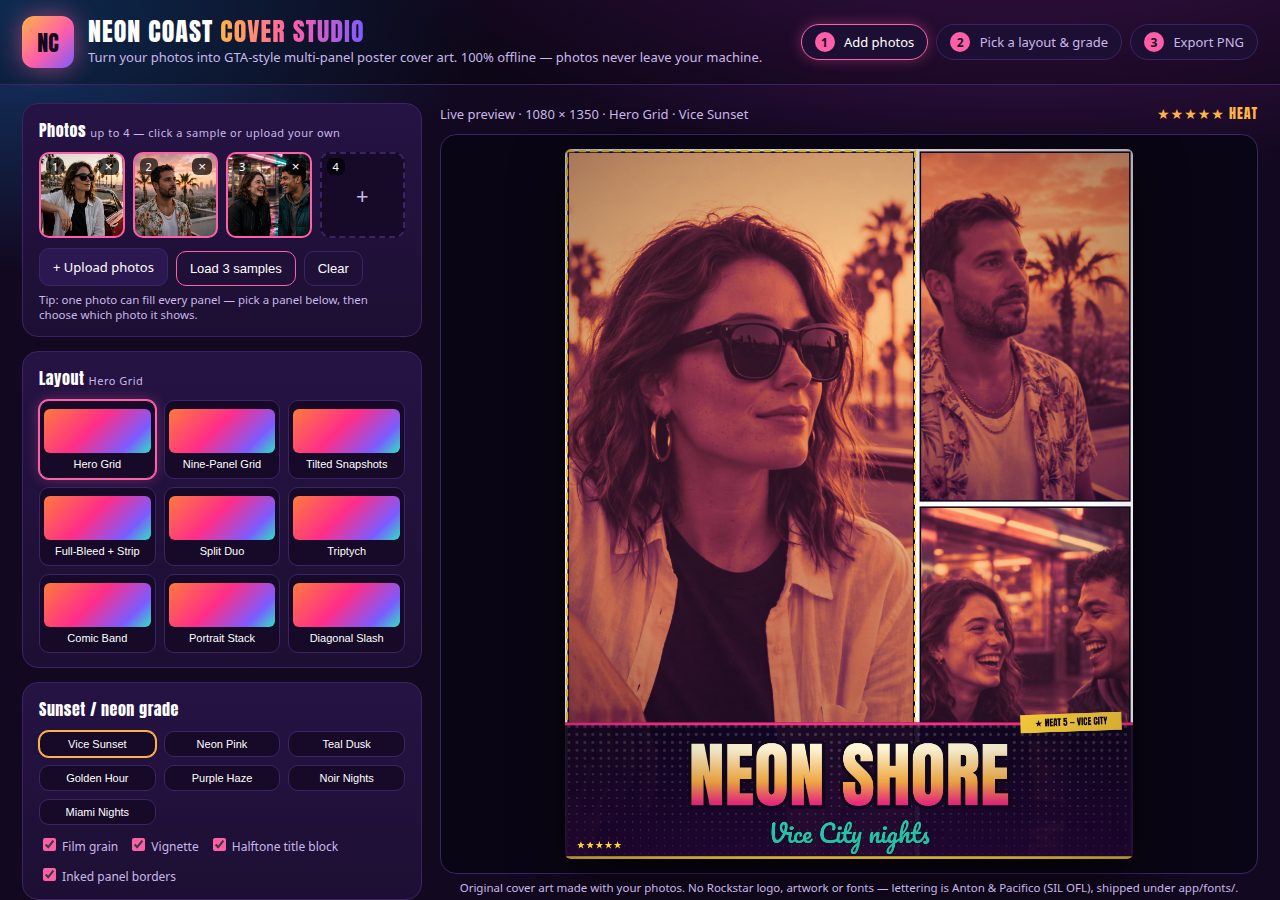 NC
NEON COAST COVER STUDIO
Turn your photos into GTA-style multi-panel poster cover art. 100% offline — photos never leave your machine.
1 Add photos
2 Pick a layout & grade
3 Export PNG
Photos up to 4 — click a sample or upload your own
1 ×
2 ×
3 ×
4
+
+ Upload photos
Load 3 samples
Clear
Tip: one photo can fill every panel — pick a panel below, then
choose which photo it shows.
Layout Hero Grid
Hero Grid
Nine-Panel Grid
Tilted Snapshots
Full-Bleed + Strip
Split Duo
Triptych
Comic Band
Portrait Stack
Diagonal Slash
Sunset / neon grade
Vice Sunset
Neon Pink
Teal Dusk
Golden Hour
Purple Haze
Noir Nights
Miami Nights
Film grain
Vignette
Halftone title block
Inked panel borders
Live preview · 1080 × 1350 · Hero Grid · Vice Sunset
★★★★★ HEAT
★ HEAT 5 – VICE CITY
NEON SHORE
Vice City nights
★★★★★
Original cover art made with your photos. No Rockstar logo, artwork or fonts — lettering is Anton & Pacifico (SIL OFL), shipped under app/fonts/.